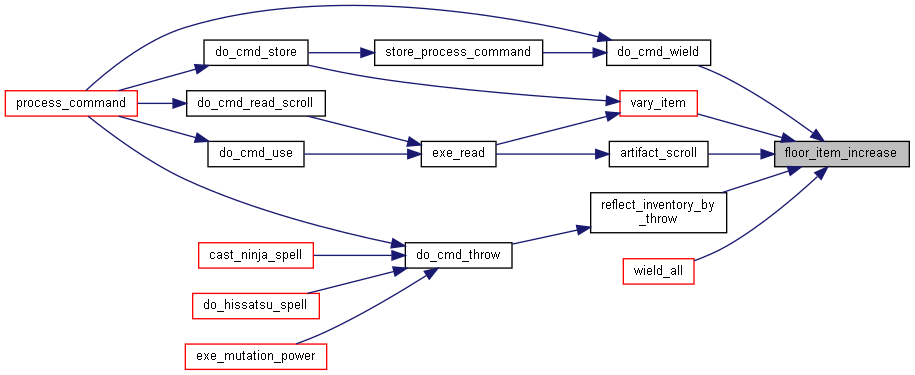 do_cmd_store
store_process_command
do_cmd_wield
process_command
do_cmd_read_scroll
vary_item
do_cmd_use
exe_read
artifact_scroll
floor_item_increase
reflect_inventory_by
_throw
cast_ninja_spell
do_cmd_throw
wield_all
do_hissatsu_spell
exe_mutation_power